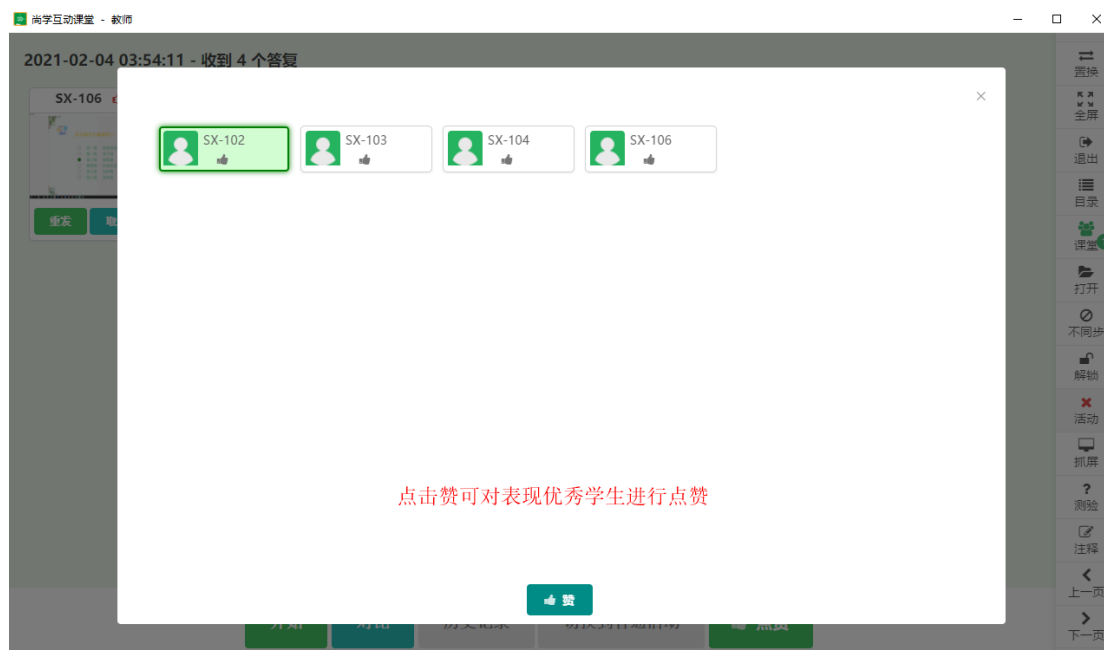 尚学互动课堂 - 教师
2021-02-04 03:54:11 - 收到 4 个答复
SX-106
重发
SX-102
SX-103
SX-104
SX-106
点击赞可对表现优秀学生进行点赞
赞
历史记录
点赞
置换
全屏
退出
目录
课堂
打开
不同步
解锁
活动
抓屏
?
测验
注释
上一页
下一页